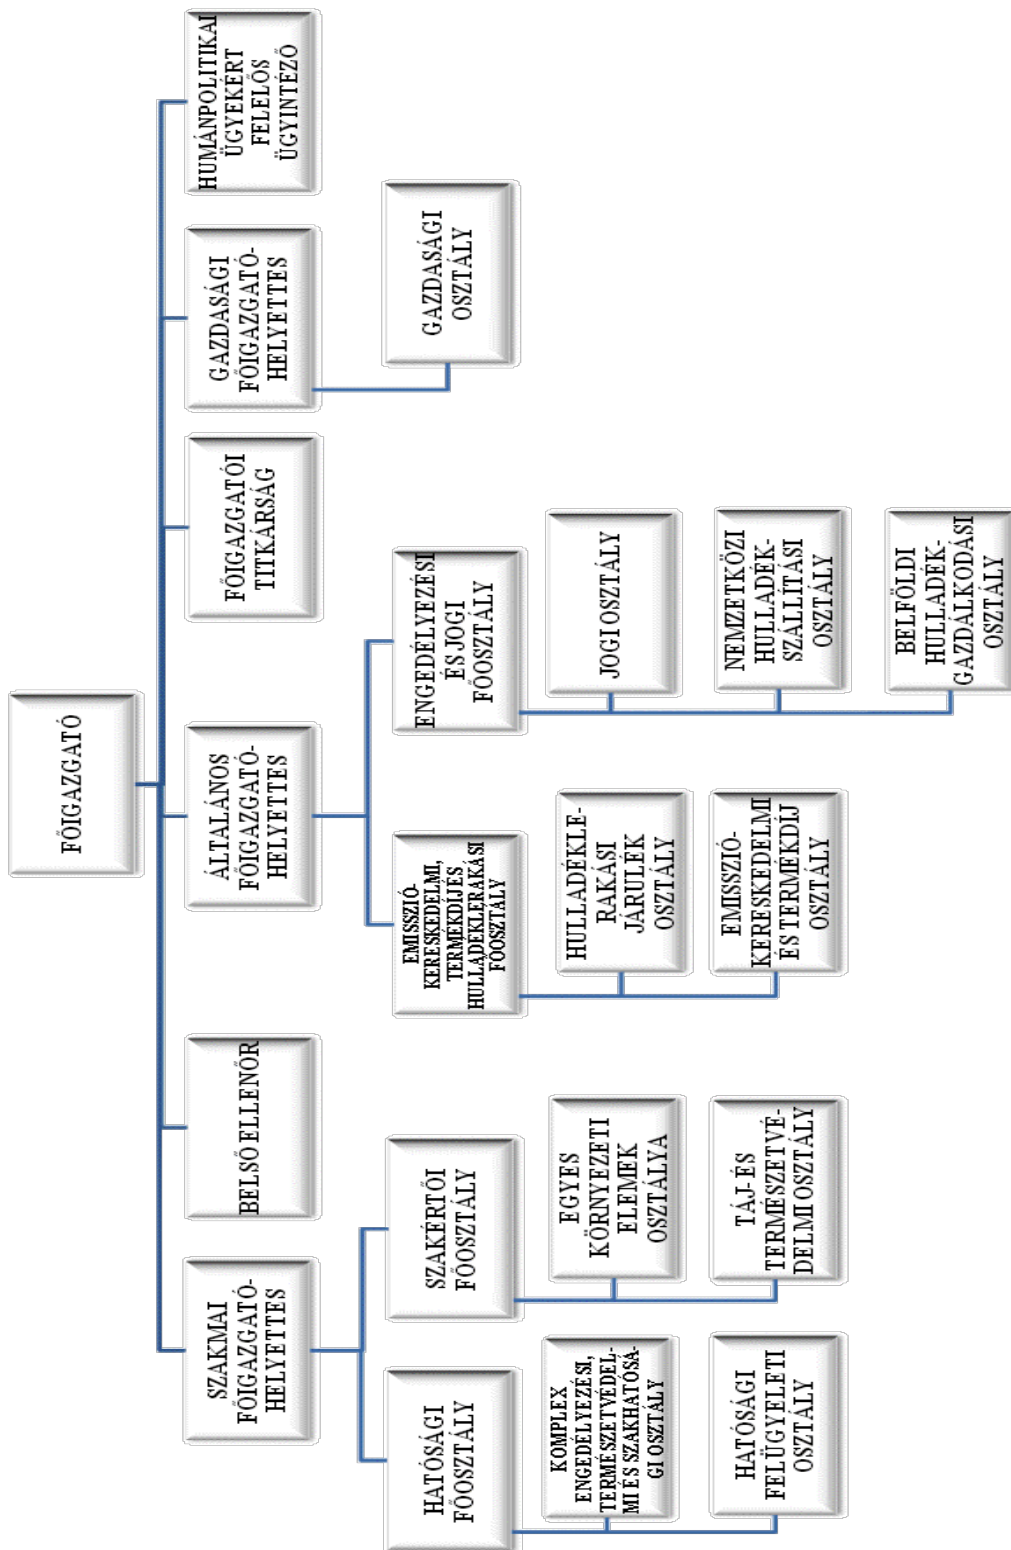 FŐIGAZGATÓ
SZAKMAI
FŐIGAZGATÓ-
HELYETTES
BELSŐ ELLENŐR
ÁLTALÁNOS
FŐIGAZGATÓ-
HELYETTES
FŐIGAZGATÓI
TITKÁRSÁG
GAZDASÁGI
FŐIGAZGATÓ-
HELYETTES
HUMÁNPOLITIKAI
ÜGYEKÉRT
FELELŐS
ÜGYINTÉZŐ
HATÓSÁGI
FŐOSZTÁLY
KOMPLEX
ENGEDÉLYEZÉSI,
TERMÉSZETVÉDEL-
MI ÉS SZAKHATÓSÁ-
GI OSZTÁLY
HATÓSÁGI
FELÜGYELETI
OSZTÁLY
SZAKÉRTŐI
FŐOSZTÁLY
EGYES
KÖRNYEZETI
ELEMEK
OSZTÁLYA
TÁJ- ÉS
TERMÉSZETVÉ-
DELMI OSZTÁLY
EMISSZIÓ-
KERESKEDELMI,
TERMÉKDÍJ ÉS
HULLADÉKLERAKÁSI
FŐOSZTÁLY
HULLADÉKLE-
RAKÁSI
JÁRULÉK
OSZTÁLY
EMISSZIÓ-
KERESKEDELMI
ÉS TERMÉKDÍJ
OSZTÁLY
ENGEDÉLYEZÉSI
ÉS JOGI
FŐOSZTÁLY
JOGI OSZTÁLY
NEMZETKÖZI
HULLADÉK-
SZÁLLÍTÁSI
OSZTÁLY
BELFÖLDI
HULLADÉK-
GAZDÁLKODÁSI
OSZTÁLY
GAZDASÁGI
OSZTÁLY